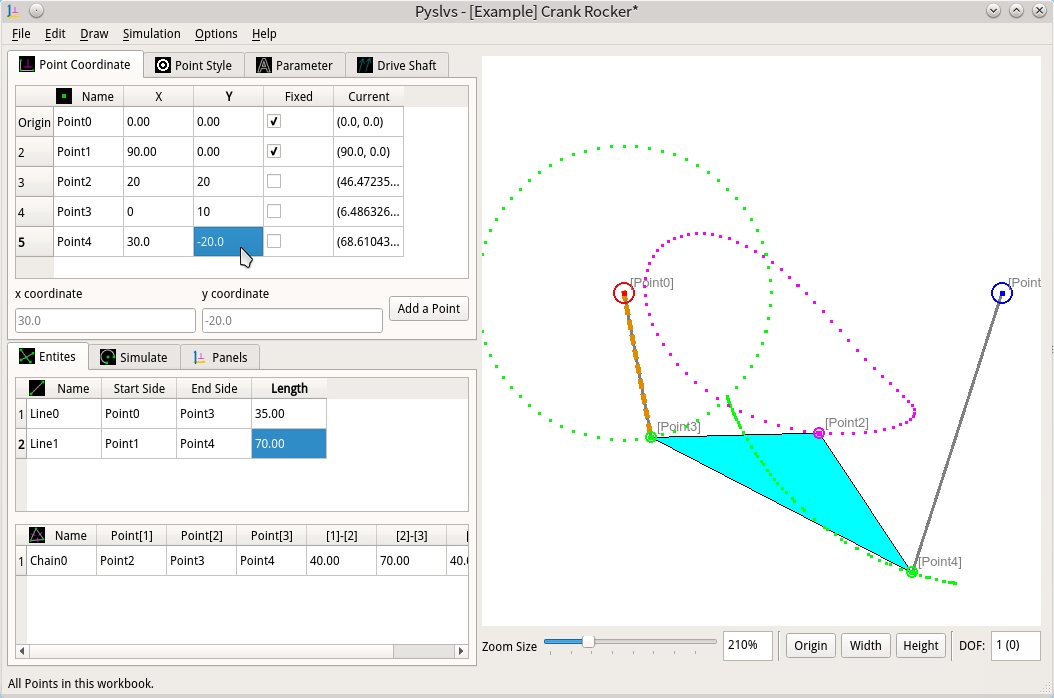 Pyslvs - [Example] Crank Rocker*
File Edit Draw Simulation Options Help
Point Coordinate Point Style Parameter Drive Shaft
Name X Y Fixed Current
Origin Point0 0.00 0.00 (0.0, 0.0)
2 Point1 90.00 0.00 (90.0, 0.0)
3 Point2 20 20 (46.47235...
4 Point3 0 10 (6.486326...
5 Point4 30.0 -20.0 (68.61043...
x coordinate y coordinate
30.0 -20.0 Add a Point
Entites Simulate Panels
Name Start Side End Side Length
1 Line0 Point0 Point3 35.00
2 Line1 Point1 Point4 70.00
Name Point[1] Point[2] Point[3] [1]-[2] [2]-[3] [
1 Chain0 Point2 Point3 Point4 40.00 70.00 40.0
[Point0]
[Point
[Point3]
[Point2]
[Point4]
Zoom Size 210% Origin Width Height DOF: 1 (0)
All Points in this workbook.